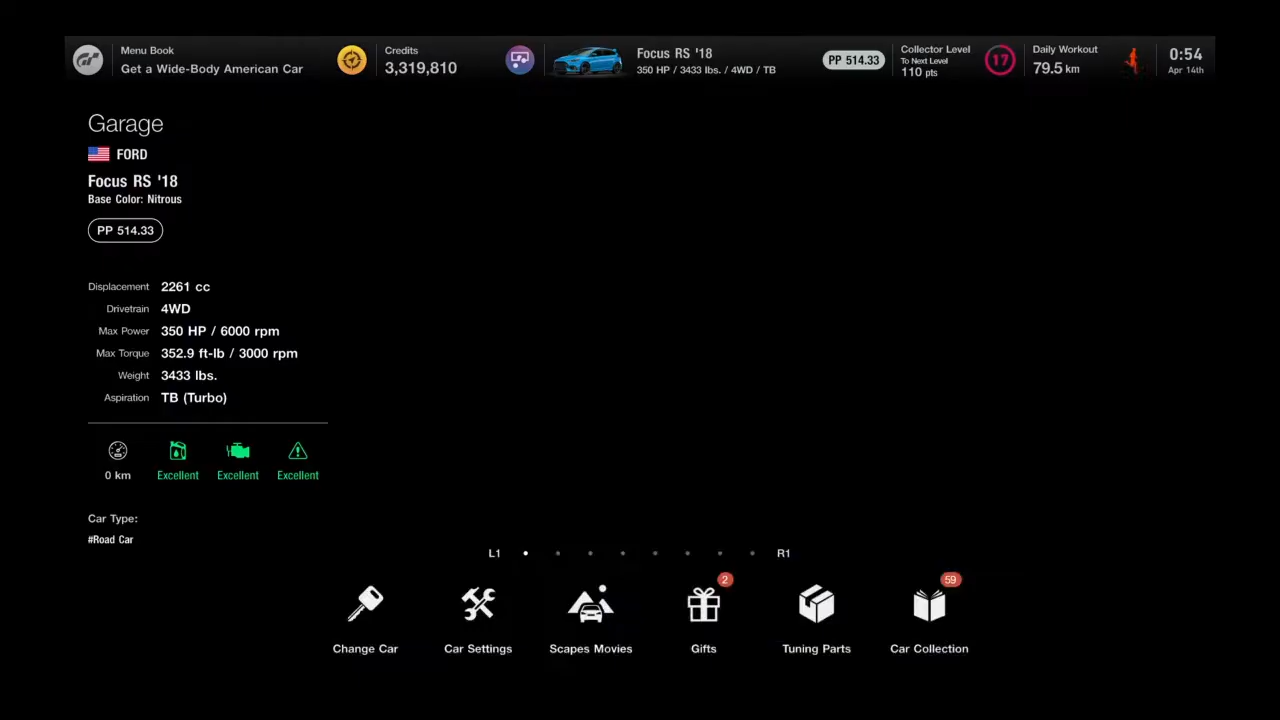 Menu Book
Get a Wide-Body American Car
Credits
3,319,810
Focus RS '18
350 HP / 3433 lbs. / 4WD / TB
PP 514.33
Collector Level
To Next Level
110 pts
17
Daily Workout
79.5 km
0:54
Apr 14th
Garage
FORD
Focus RS '18
Base Color: Nitrous
PP 514.33
Displacement 2261 cc
Drivetrain 4WD
Max Power 350 HP / 6000 rpm
Max Torque 352.9 ft-lb / 3000 rpm
Weight 3433 lbs.
Aspiration TB (Turbo)
0 km Excellent Excellent Excellent
Car Type:
#Road Car
L1 R1
2 59
Change Car Car Settings Scapes Movies Gifts Tuning Parts Car Collection